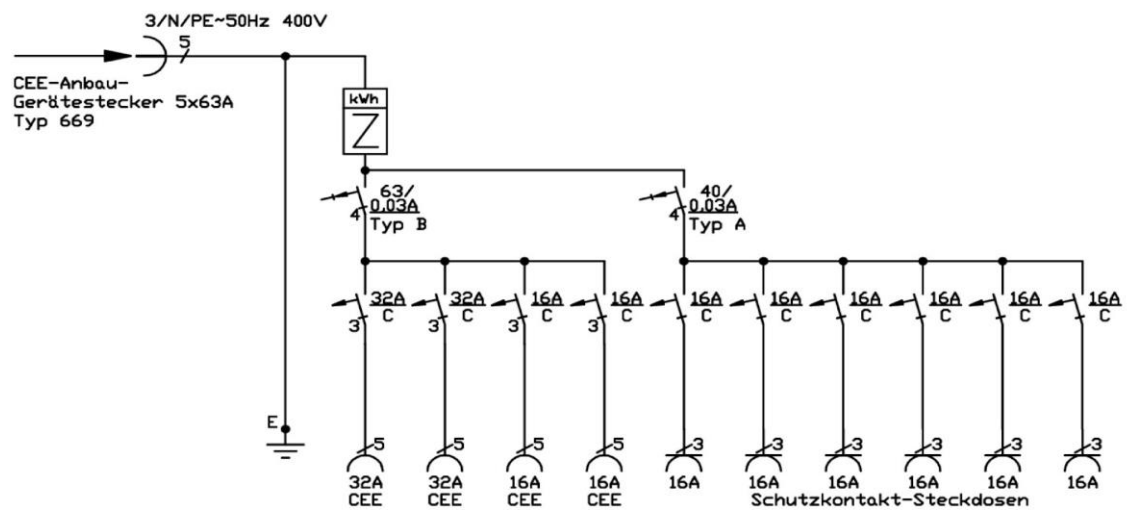 3/N/PE~50Hz 400V
5
CEE-Anbau-
Gerätestecker 5x63A
Typ 669
kWh
Z
63/
0.03A
4
Typ B
40/
0.03A
4
Typ A
32A 32A 16A 16A 16A 16A 16A 16A 16A 16A
C C C C C C C C C C
3 3 3 3
E
5 5 5 5 3 3 3 3 3 3
32A 32A 16A 16A 16A 16A 16A 16A 16A 16A
CEE CEE CEE CEE Schutzkontakt-Steckdosen